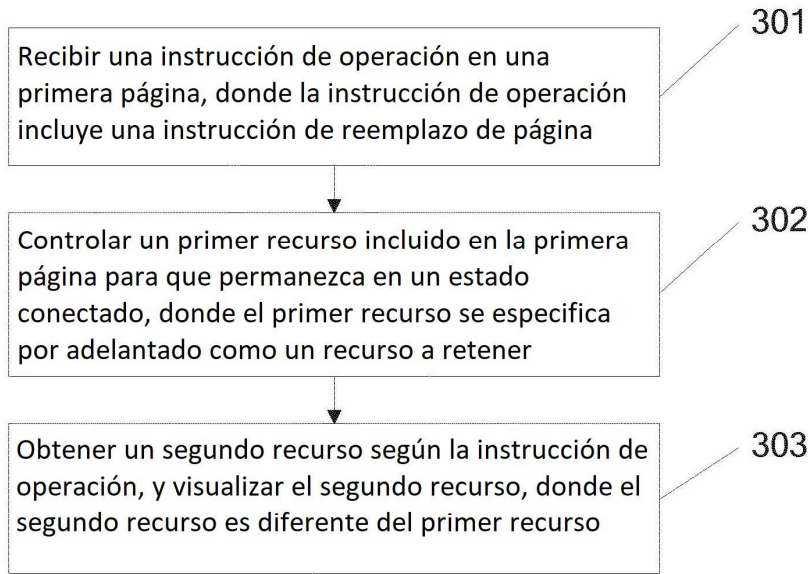 301
Recibir una instrucción de operación en una
primera página, donde la instrucción de operación
incluye una instrucción de reemplazo de página
302
Controlar un primer recurso incluido en la primera
página para que permanezca en un estado
conectado, donde el primer recurso se especifica
por adelantado como un recurso a retener
303
Obtener un segundo recurso según la instrucción de
operación, y visualizar el segundo recurso, donde el
segundo recurso es diferente del primer recurso